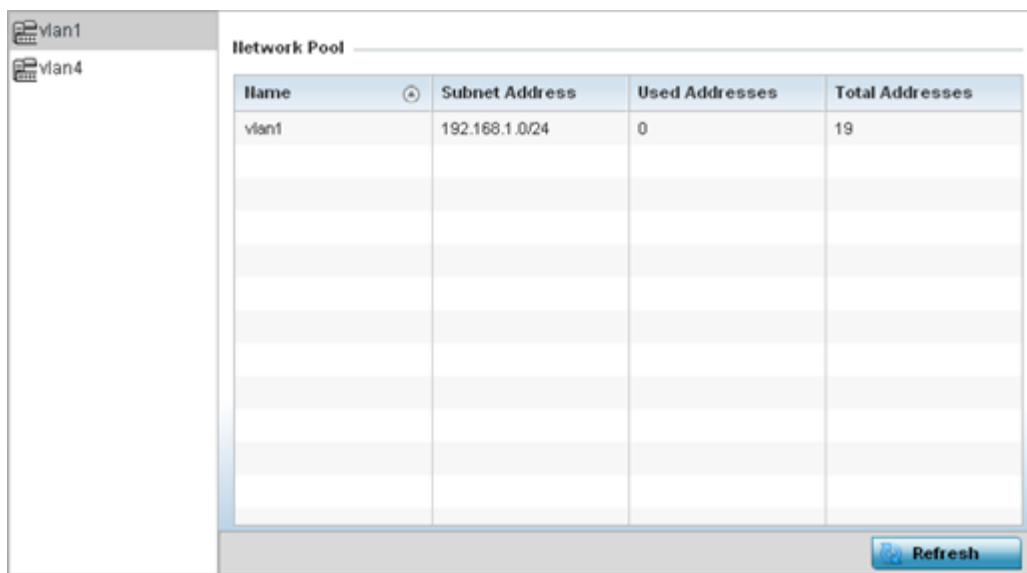 vlan1
vlan4
Network Pool
Name Subnet Address Used Addresses Total Addresses
vlan1 192.168.1.0/24 0 19
Refresh